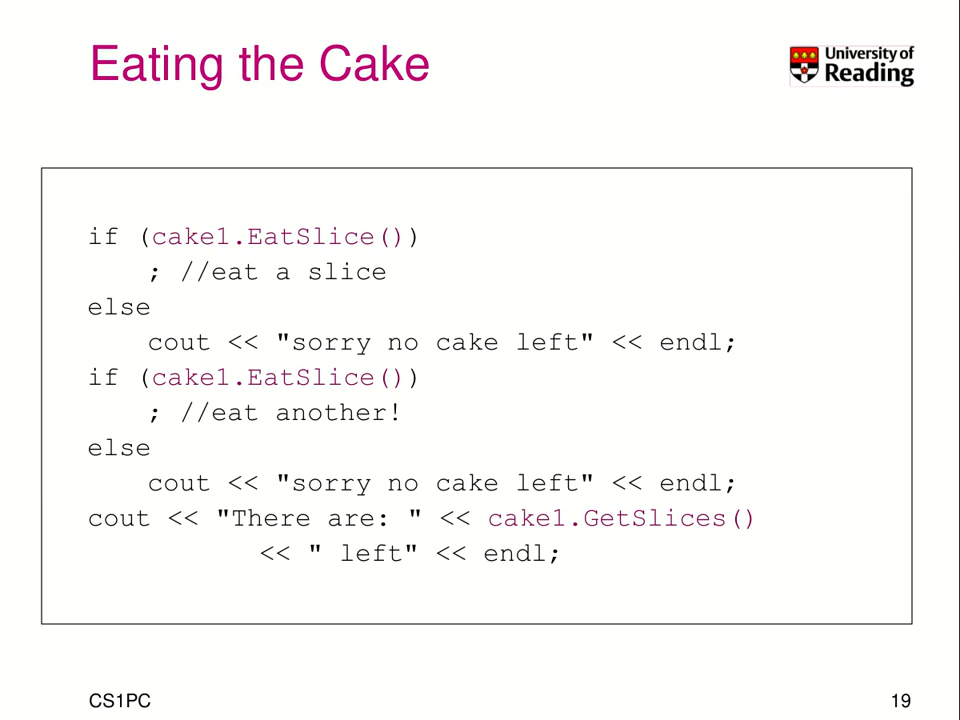 Eating the Cake
University of
Reading
if (cake1.EatSlice())
; //eat a slice
else
cout << "sorry no cake left" << endl;
if (cake1.EatSlice())
; //eat another!
else
cout << "sorry no cake left" << endl;
cout << "There are: " << cake1.GetSlices()
<< " left" << endl;
CS1PC
19